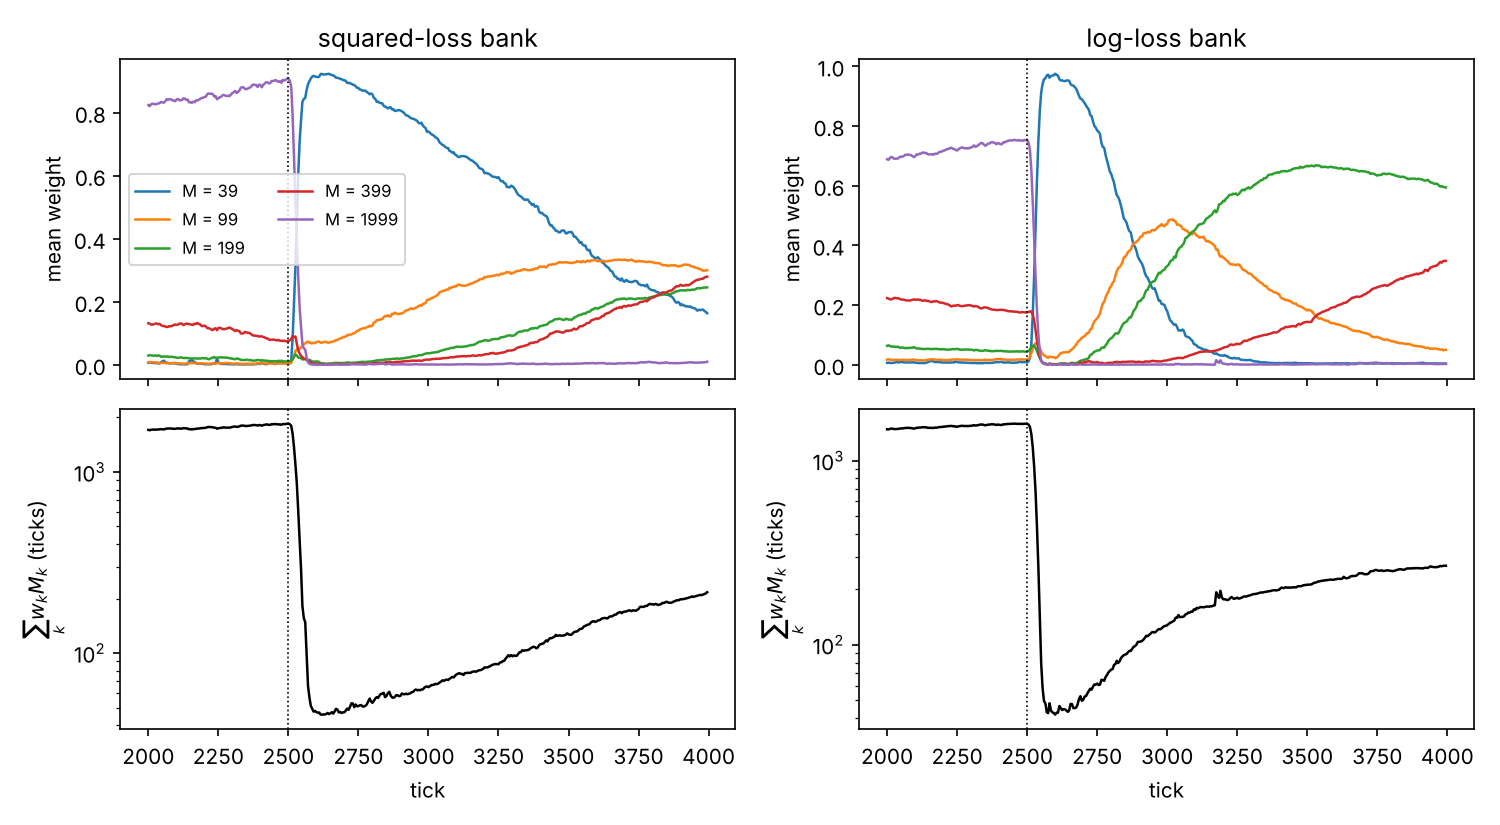 squared-loss bank
mean weight
0.8
0.6
0.4
0.2
0.0
M = 39
M = 99
M = 199
M = 399
M = 1999
log-loss bank
mean weight
1.0
0.8
0.6
0.4
0.2
0.0
∑ₖ wₖMₖ (ticks)
10³
10²
2000 2250 2500 2750 3000 3250 3500 3750 4000
tick
∑ₖ wₖMₖ (ticks)
10³
10²
2000 2250 2500 2750 3000 3250 3500 3750 4000
tick